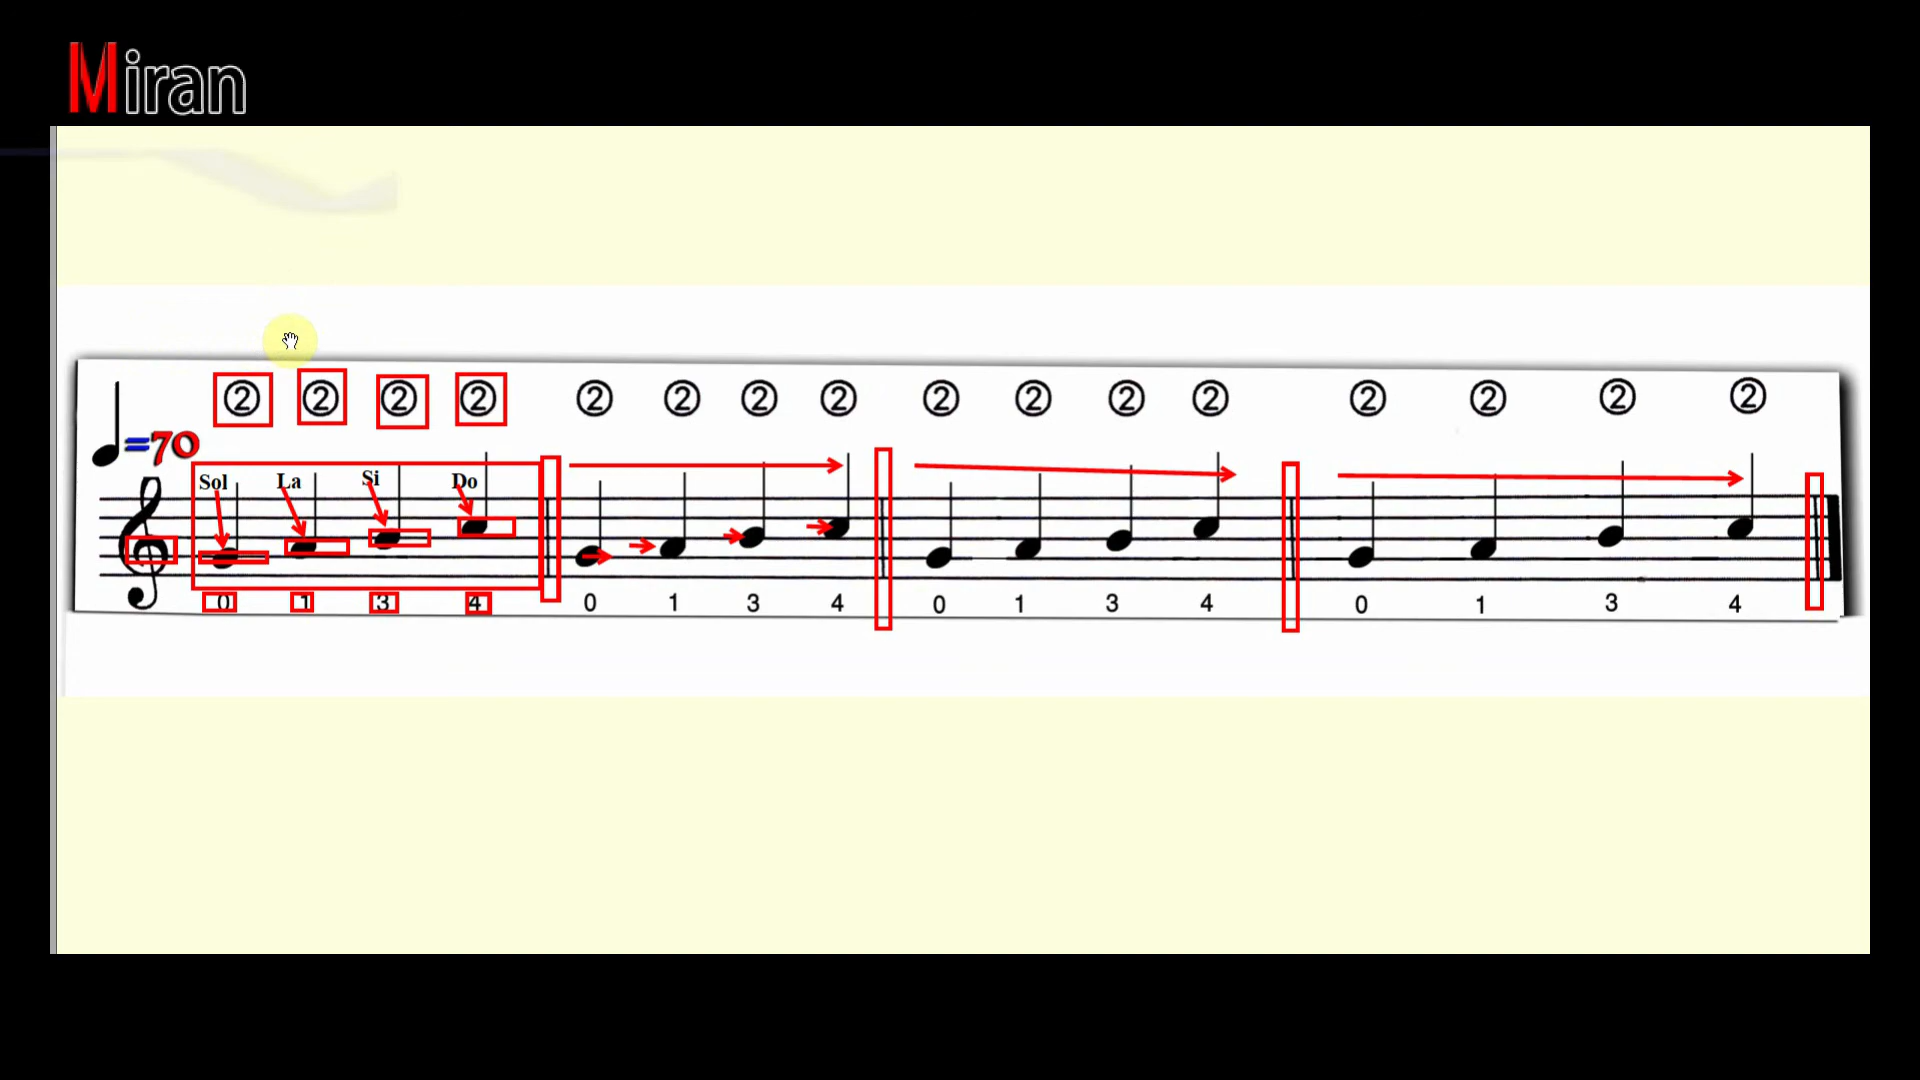 Miran
② ② ② ② ② ② ② ② ② ② ② ② ② ② ② ②
=70
Sol La Si Do
0 1 3 4 0 1 3 4 0 1 3 4 0 1 3 4